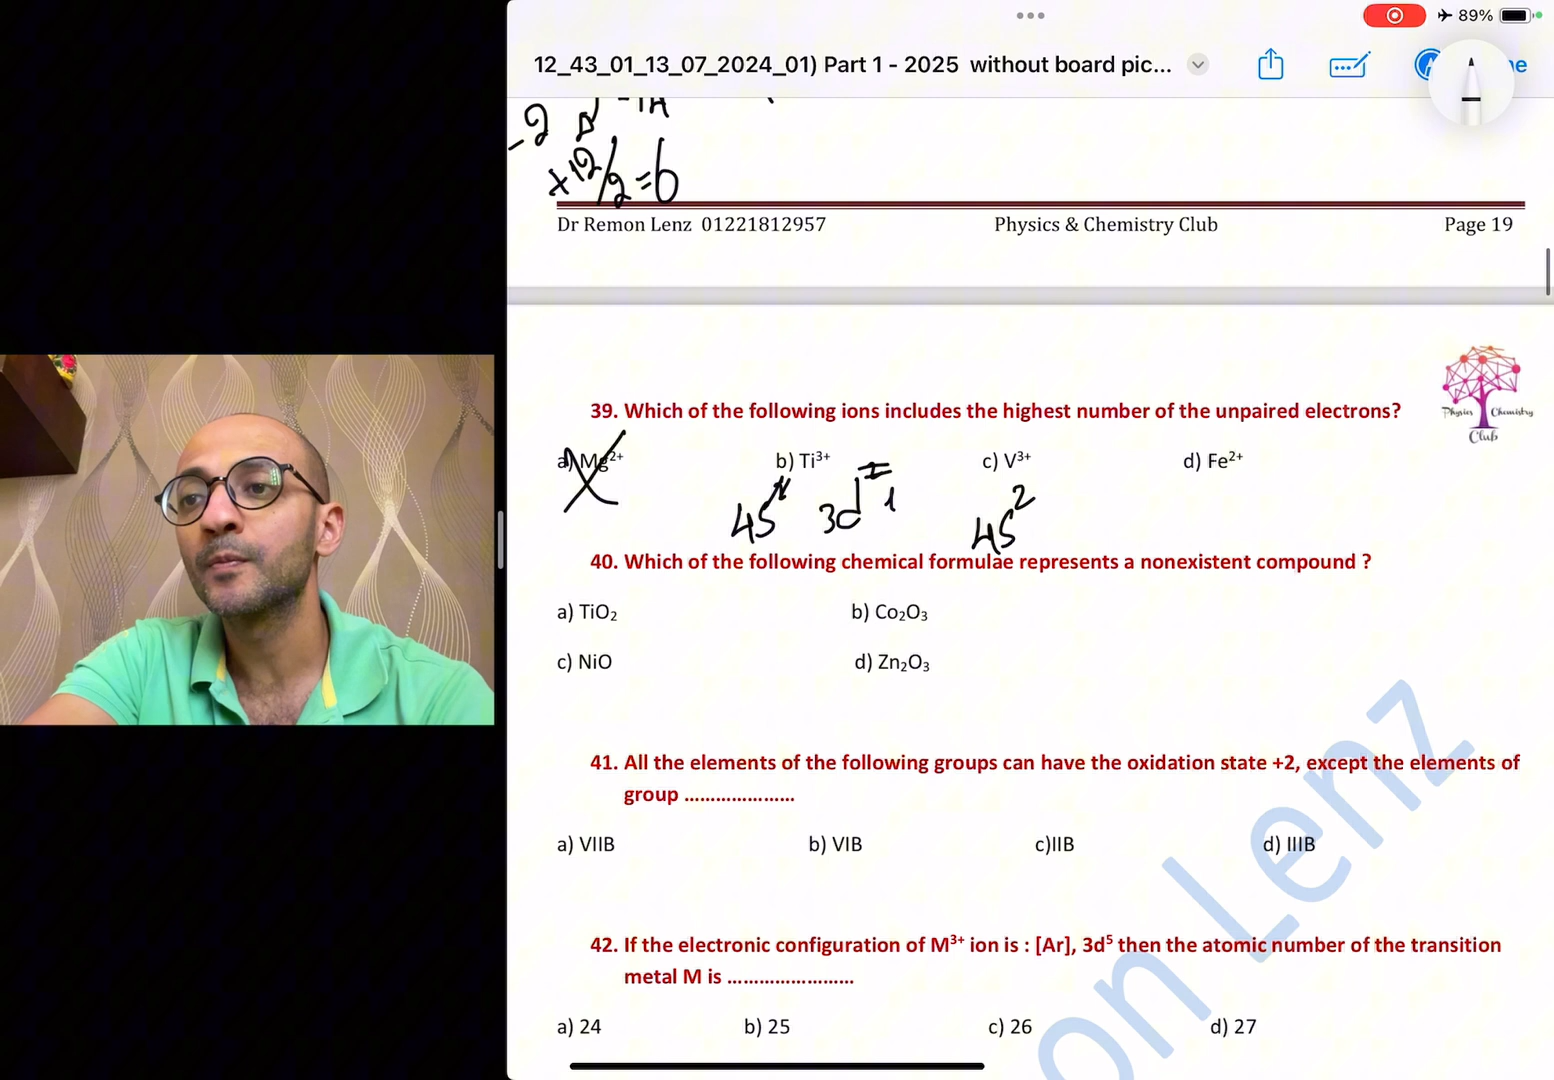 89%
12_43_01_13_07_2024_01) Part 1 - 2025 without board pic...
-2
+12/2=6
Dr Remon Lenz 01221812957 Physics & Chemistry Club Page 19
Physics Chemistry
Club
39. Which of the following ions includes the highest number of the unpaired electrons?
a) Mg²⁺ b) Ti³⁺ c) V³⁺ d) Fe²⁺
4S 3d 1 4S²
40. Which of the following chemical formulae represents a nonexistent compound ?
a) TiO₂ b) Co₂O₃
c) NiO d) Zn₂O₃
41. All the elements of the following groups can have the oxidation state +2, except the elements of
group .....................
a) VIIB b) VIB c)IIB d) IIIB
42. If the electronic configuration of M³⁺ ion is : [Ar], 3d⁵ then the atomic number of the transition
metal M is ........................
a) 24 b) 25 c) 26 d) 27
on Lenz